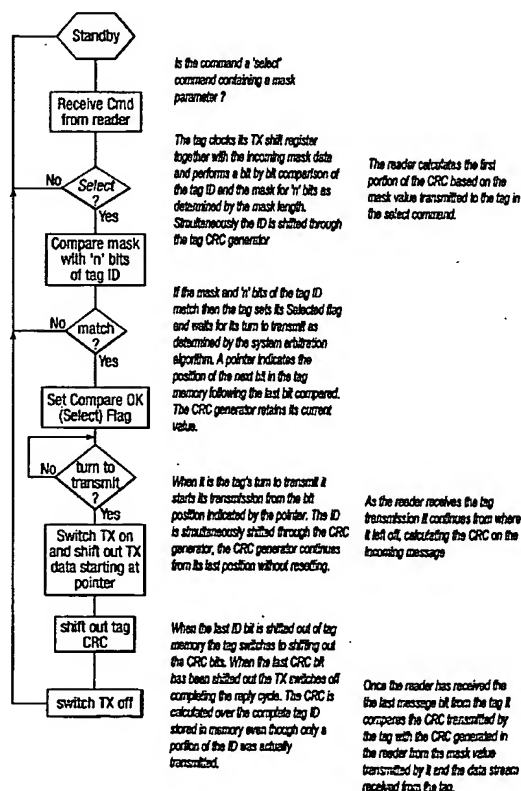 Standby
Receive Cmd
from reader
No
Select
?
Yes
Compare mask
with 'n' bits
of tag ID
No
match
?
Yes
Set Compare OK
(Select) Flag
No
turn to
transmit
?
Yes
Switch TX on
and shift out TX
data starting at
pointer
shift out tag
CRC
switch TX off
Is the command a 'select'
command containing a mask
parameter ?
The tag clocks its TX shift register
together with the incoming mask data
and performs a bit by bit comparison of
the tag ID and the mask for 'n' bits as
determined by the mask length.
Simultaneously the ID is shifted through
the tag CRC generator
If the mask and 'n' bits of the tag ID
match then the tag sets its Selected flag
and waits for its turn to transmit as
determined by the system arbitration
algorithm. A pointer indicates the
position of the next bit in the tag
memory following the last bit compared.
The CRC generator retains its current
value.
When it is the tag's turn to transmit it
starts its transmission from the bit
position indicated by the pointer. The ID
is simultaneously shifted through the CRC
generator, the CRC generator continues
from its last position without resetting.
When the last ID bit is shifted out of tag
memory the tag switches to shifting out
the CRC bits. When the last CRC bit
has been shifted out the TX switches off
completing the reply cycle. The CRC is
calculated over the complete tag ID
stored in memory even though only a
portion of the ID was actually
transmitted.
The reader calculates the first
portion of the CRC based on the
mask value transmitted to the tag in
the select command.
As the reader receives the tag
transmission it continues from where
it left off, calculating the CRC on the
incoming message
Once the reader has received the
the last message bit from the tag it
compares the CRC transmitted by
the tag with the CRC generated in
the reader from the mask value
transmitted by it and the data stream
received from the tag.